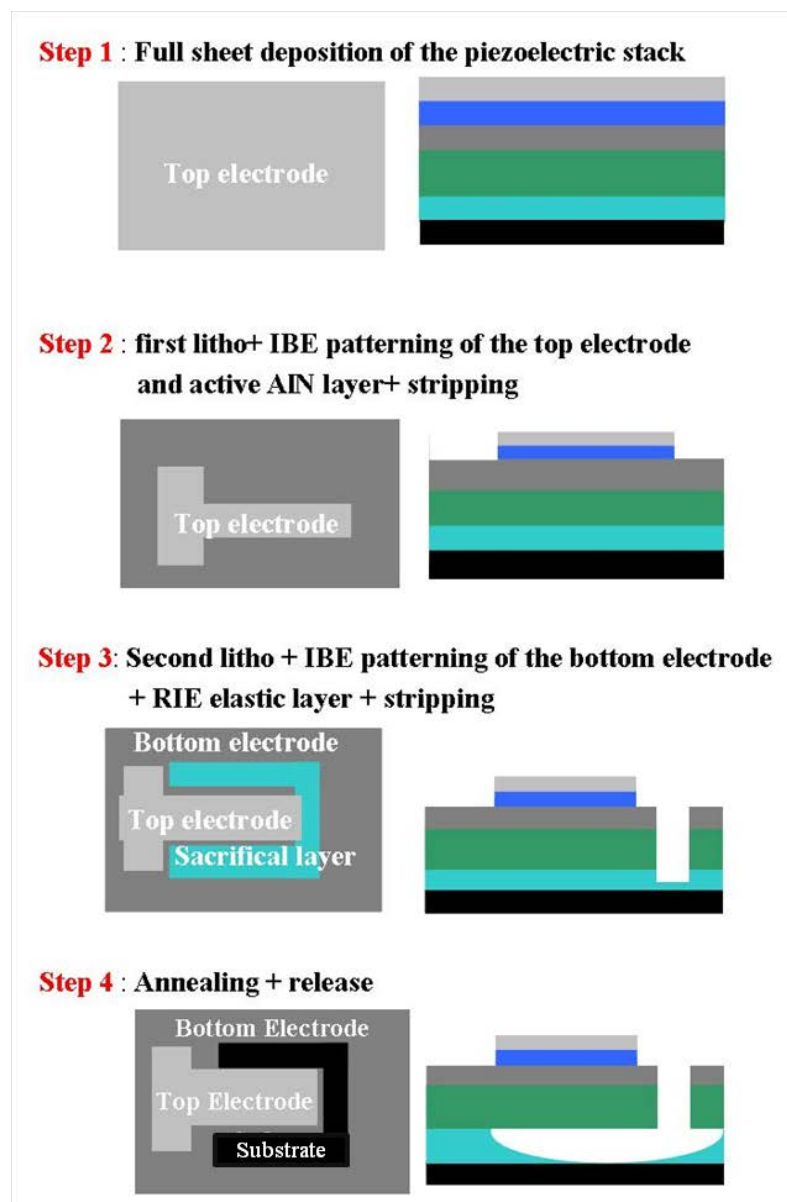 Step 1 : Full sheet deposition of the piezoelectric stack
Top electrode
Step 2 : first litho+ IBE patterning of the top electrode
and active AlN layer+ stripping
Top electrode
Step 3: Second litho + IBE patterning of the bottom electrode
+ RIE elastic layer + stripping
Bottom electrode
Top electrode
Sacrifical layer
Step 4 : Annealing + release
Bottom Electrode
Top Electrode
Substrate